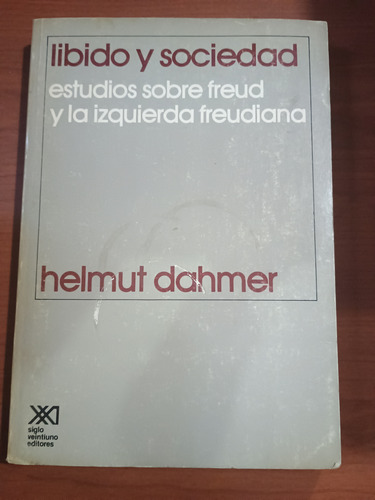 libido y sociedad
estudios sobre freud
y la izquierda freudiana
helmut dahmer
siglo
veintiuno
editores